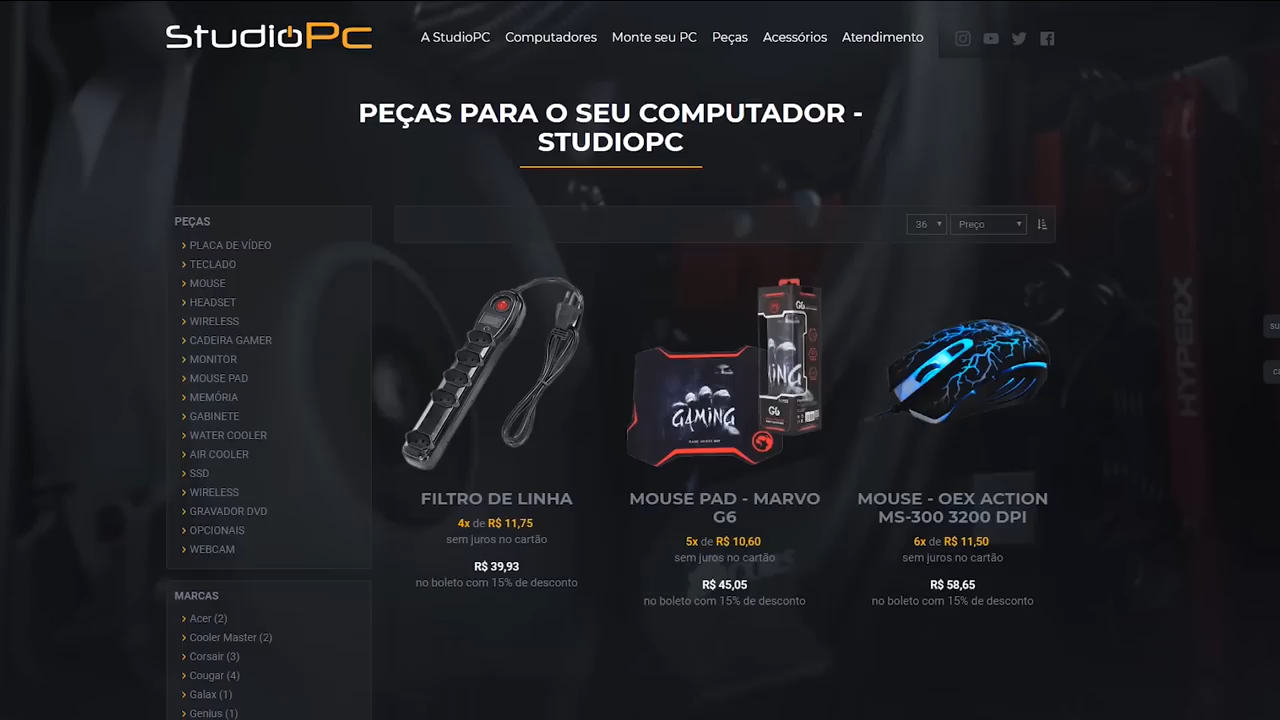 StudioPc
A StudioPC Computadores Monte seu PC Peças Acessórios Atendimento
PEÇAS PARA O SEU COMPUTADOR -
STUDIOPC
PEÇAS
PLACA DE VÍDEO
TECLADO
MOUSE
HEADSET
WIRELESS
CADEIRA GAMER
MONITOR
MOUSE PAD
MEMÓRIA
GABINETE
WATER COOLER
AIR COOLER
SSD
WIRELESS
GRAVADOR DVD
OPCIONAIS
WEBCAM
MARCAS
Acer (2)
Cooler Master (2)
Corsair (3)
Cougar (4)
Galax (1)
Genius (1)
36 Preço
FILTRO DE LINHA
4x de R$ 11,75
sem juros no cartão
R$ 39,93
no boleto com 15% de desconto
GAMING
G6
G6
MOUSE PAD - MARVO
G6
5x de R$ 10,60
sem juros no cartão
R$ 45,05
no boleto com 15% de desconto
MOUSE - OEX ACTION
MS-300 3200 DPI
6x de R$ 11,50
sem juros no cartão
R$ 58,65
no boleto com 15% de desconto
HYPERX
su
ca